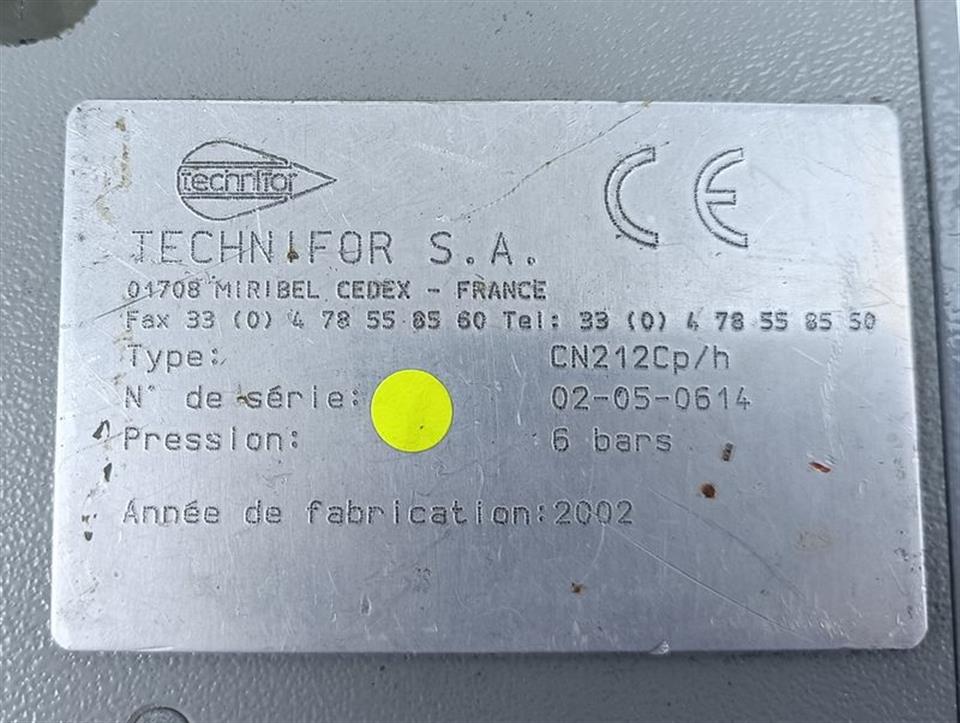 technifor
CE
TECHNIFOR S.A.
01708 MIRIBEL CEDEX - FRANCE
Fax 33 (0) 4 78 55 85 60 Tel: 33 (0) 4 78 55 85 50
Type: CN212Cp/h
N° de série: 02-05-0614
Pression: 6 bars
Année de fabrication:2002